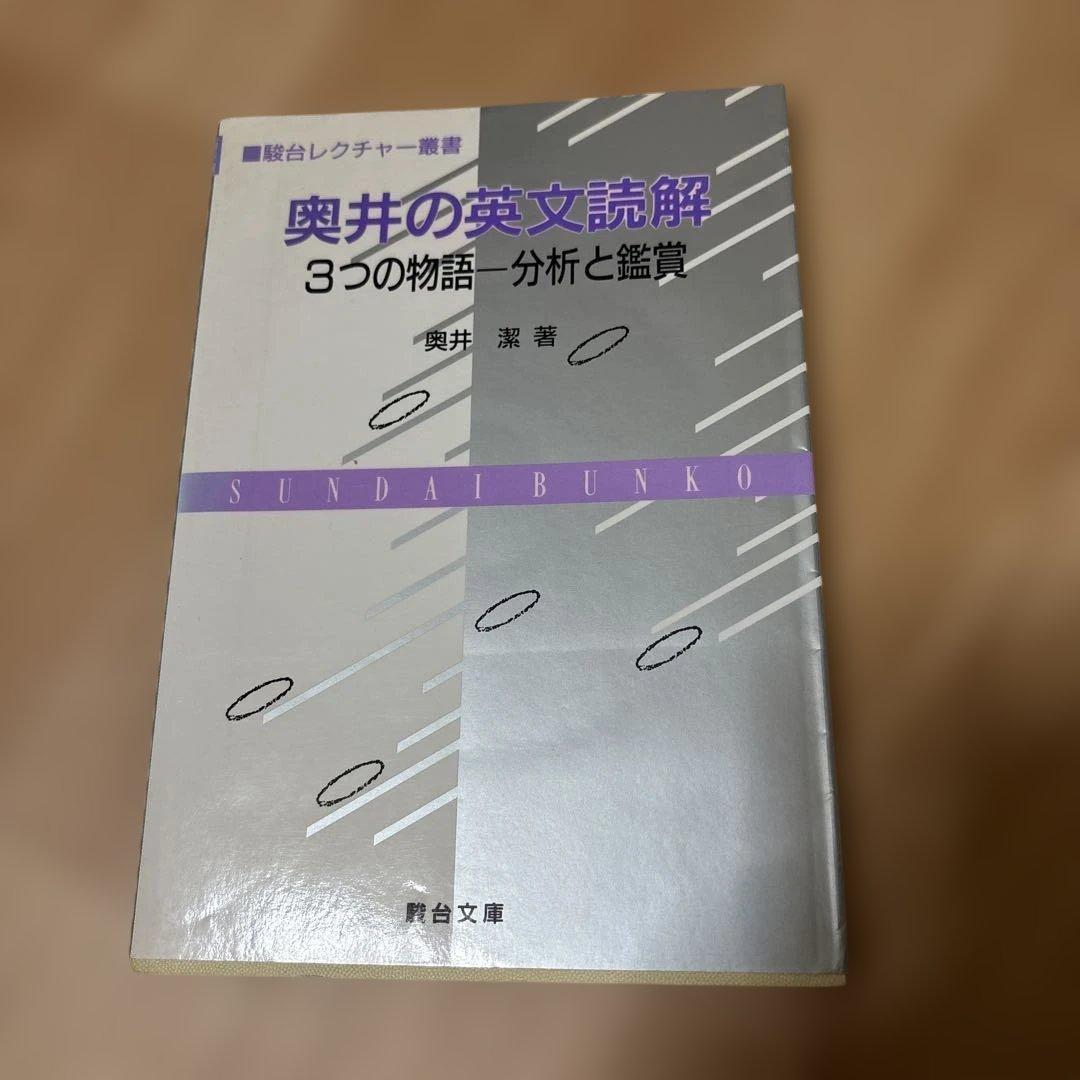 ■駿台レクチャー叢書
奥井の英文読解
3つの物語―分析と鑑賞
奥井 潔 著
SUNDAI BUNKO
駿台文庫